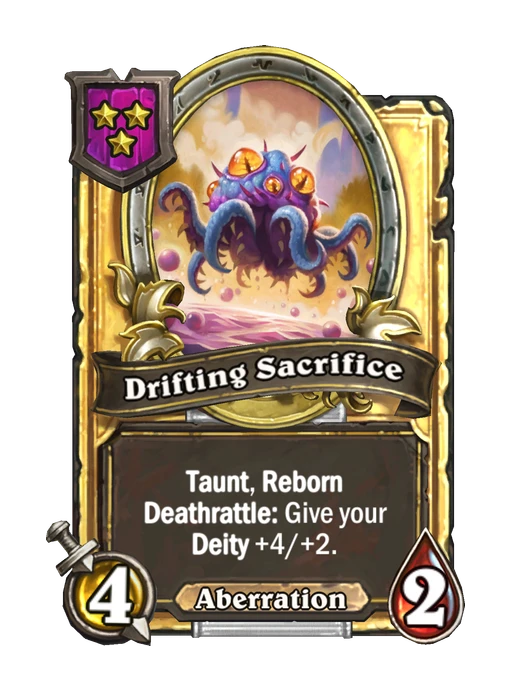 Drifting Sacrifice
Taunt, Reborn
Deathrattle: Give your
Deity +4/+2.
4
Aberration
2